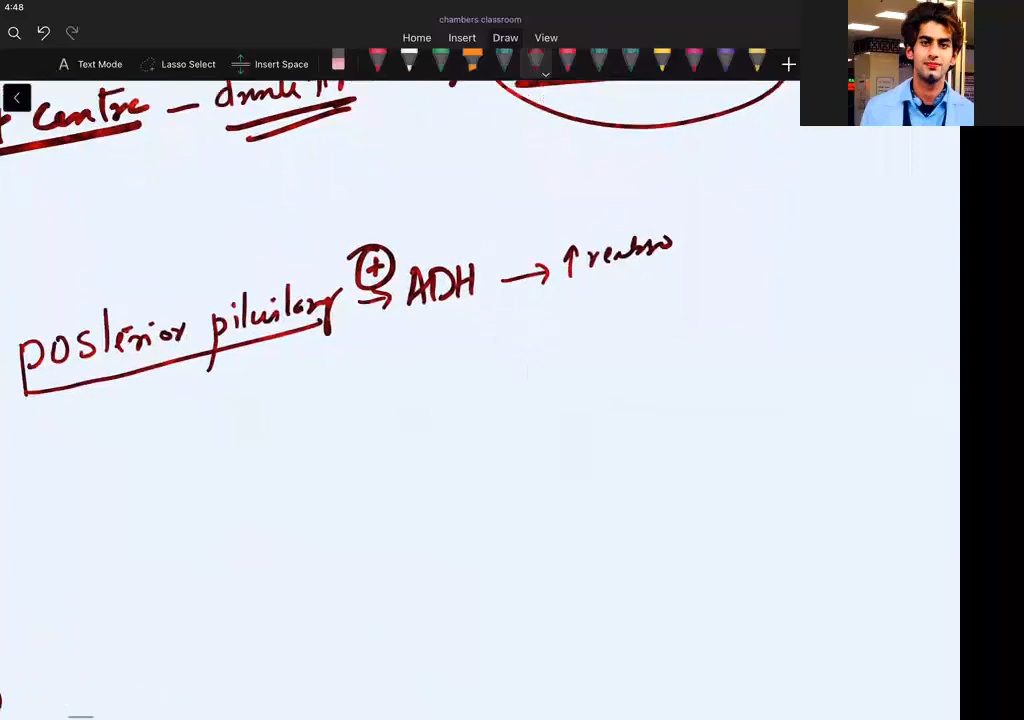 4:48
chambers classroom
Home Insert Draw View
Text Mode Lasso Select Insert Space
centre –
posterior pituitary → + ADH → ↑ reabso